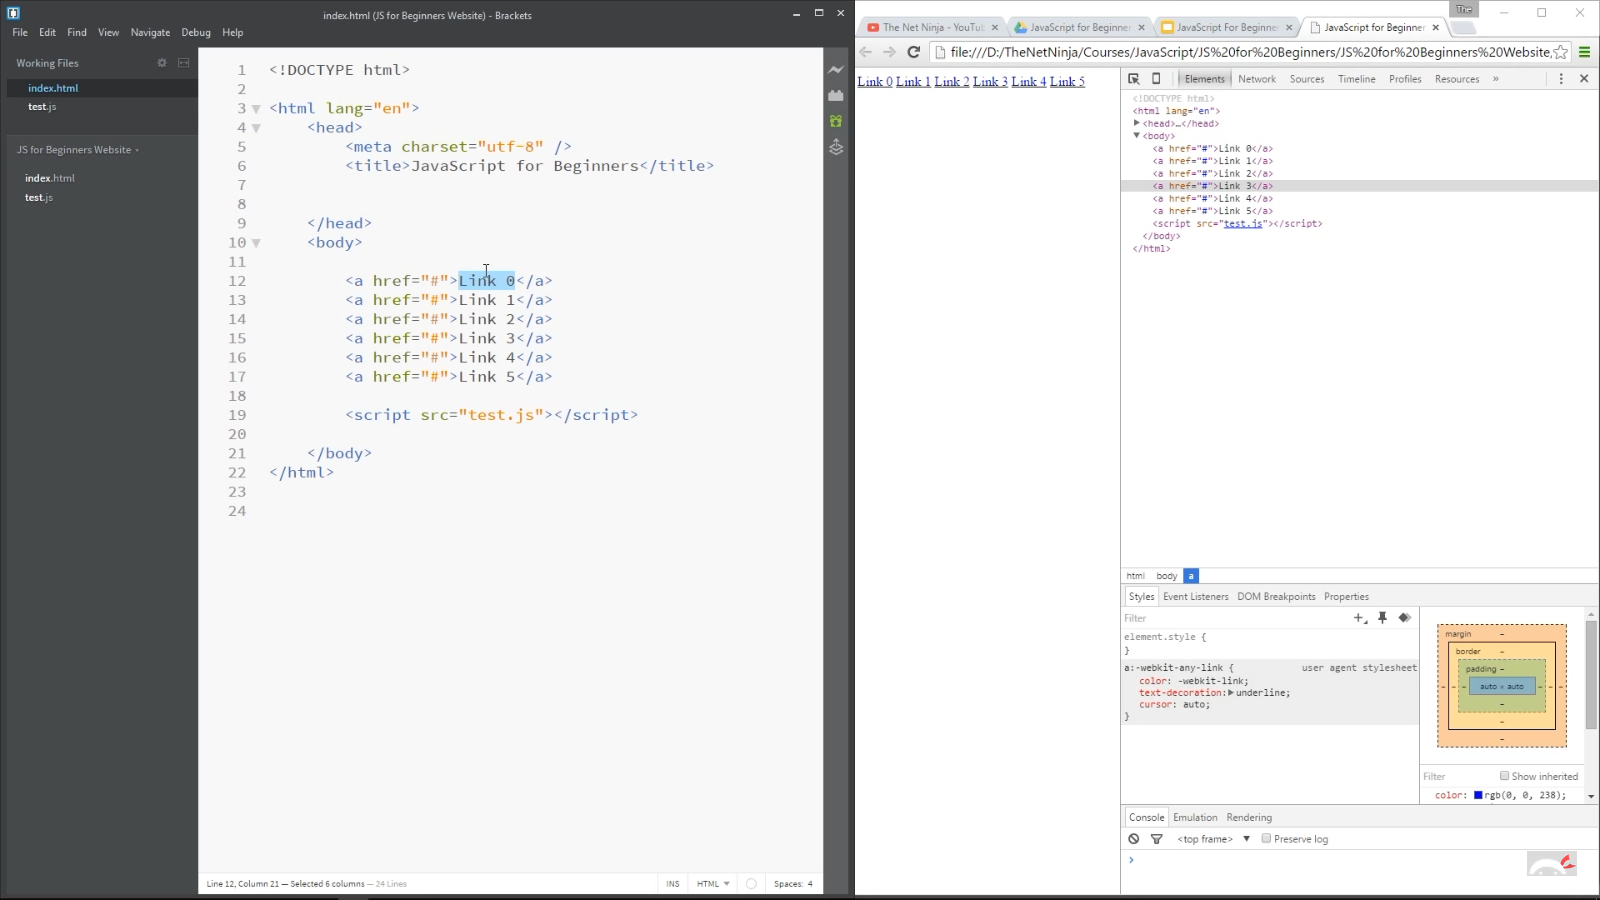 index.html (JS for Beginners Website) - Brackets
File Edit Find View Navigate Debug Help
Working Files
index.html
test.js
JS for Beginners Website
index.html
test.js
1 <!DOCTYPE html>
2
3 <html lang="en">
4 <head>
5 <meta charset="utf-8" />
6 <title>JavaScript for Beginners</title>
7
8
9 </head>
10 <body>
11
12 <a href="#">Link 0</a>
13 <a href="#">Link 1</a>
14 <a href="#">Link 2</a>
15 <a href="#">Link 3</a>
16 <a href="#">Link 4</a>
17 <a href="#">Link 5</a>
18
19 <script src="test.js"></script>
20
21 </body>
22 </html>
23
24
Line 12, Column 21 — Selected 6 columns — 24 Lines
INS HTML Spaces: 4
The
The Net Ninja - YouTu JavaScript for Beginner JavaScript For Beginne JavaScript for Beginner
file:///D:/TheNetNinja/Courses/JavaScript/JS%20for%20Beginners/JS%20for%20Beginners%20Website,
Link 0 Link 1 Link 2 Link 3 Link 4 Link 5
Elements Network Sources Timeline Profiles Resources »
<!DOCTYPE html>
<html lang="en">
<head>…</head>
<body>
<a href="#">Link 0</a>
<a href="#">Link 1</a>
<a href="#">Link 2</a>
<a href="#">Link 3</a>
<a href="#">Link 4</a>
<a href="#">Link 5</a>
<script src="test.js"></script>
</body>
</html>
html body a
Styles Event Listeners DOM Breakpoints Properties
Filter
element.style {
}
a:-webkit-any-link { user agent stylesheet
color: -webkit-link;
text-decoration: underline;
cursor: auto;
}
margin -
border -
padding -
- - - auto × auto - - -
-
-
-
Filter Show inherited
color: rgb(0, 0, 238);
Console Emulation Rendering
<top frame> Preserve log
>